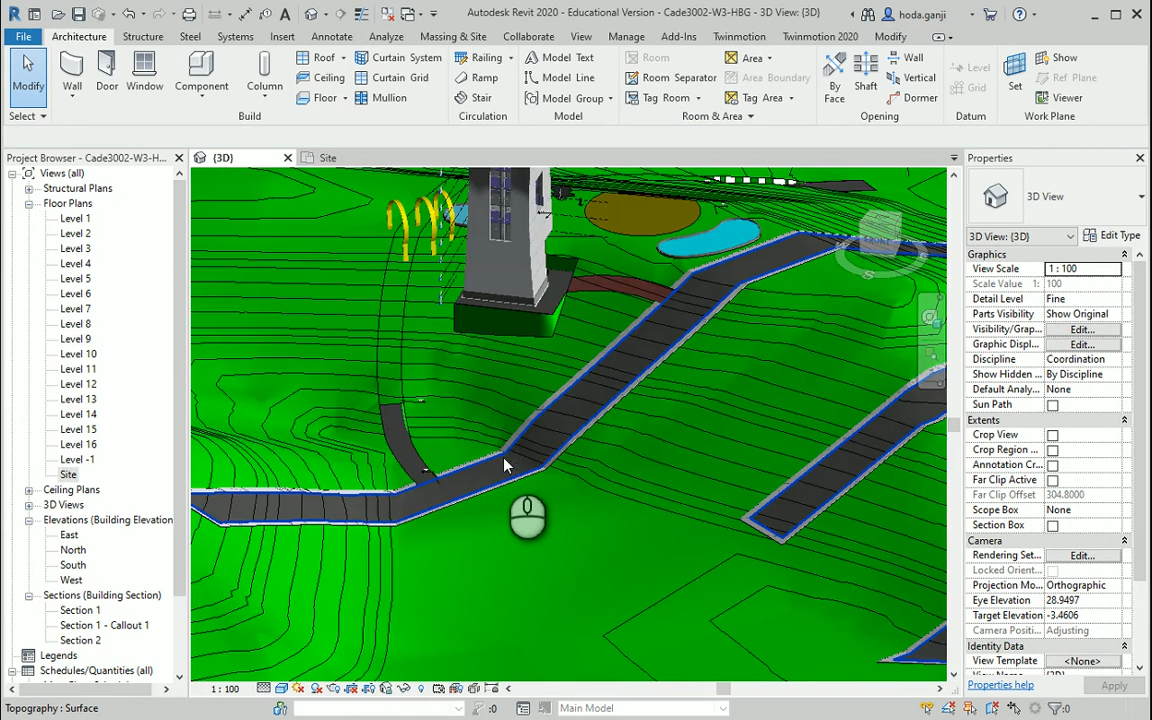 Autodesk Revit 2020 - Educational Version - Cade3002-W3-HBG - 3D View: {3D}
hoda.ganji
File Architecture Structure Steel Systems Insert Annotate Analyze Massing & Site Collaborate View Manage Add-Ins Twinmotion Twinmotion 2020 Modify
Modify
Wall
Door
Window
Component
Column
Roof
Ceiling
Floor
Curtain System
Curtain Grid
Mullion
Railing
Ramp
Stair
Model Text
Model Line
Model Group
Room
Room Separator
Tag Room
Area
Area Boundary
Tag Area
By Face
Shaft
Wall
Vertical
Dormer
Level
Grid
Set
Show
Ref Plane
Viewer
Select Build Circulation Model Room & Area Opening Datum Work Plane
Project Browser - Cade3002-W3-H...
{3D}
Site
Properties
Views (all)
Structural Plans
Floor Plans
Level 1
Level 2
Level 3
Level 4
Level 5
Level 6
Level 7
Level 8
Level 9
Level 10
Level 11
Level 12
Level 13
Level 14
Level 15
Level 16
Level -1
Site
Ceiling Plans
3D Views
Elevations (Building Elevation
East
North
South
West
Sections (Building Section)
Section 1
Section 1 - Callout 1
Section 2
Legends
Schedules/Quantities (all)
FRONT
S
3D View
3D View: {3D} Edit Type
Graphics
View Scale 1 : 100
Scale Value 1: 100
Detail Level Fine
Parts Visibility Show Original
Visibility/Grap... Edit...
Graphic Displ... Edit...
Discipline Coordination
Show Hidden ... By Discipline
Default Analy... None
Sun Path
Extents
Crop View
Crop Region ...
Annotation Cr...
Far Clip Active
Far Clip Offset 304.8000
Scope Box None
Section Box
Camera
Rendering Set... Edit...
Locked Orient...
Projection Mo... Orthographic
Eye Elevation 28.9497
Target Elevation -3.4606
Camera Positi... Adjusting
Identity Data
View Template <None>
Properties help Apply
1 : 100
Topography : Surface
:0
Main Model
:0